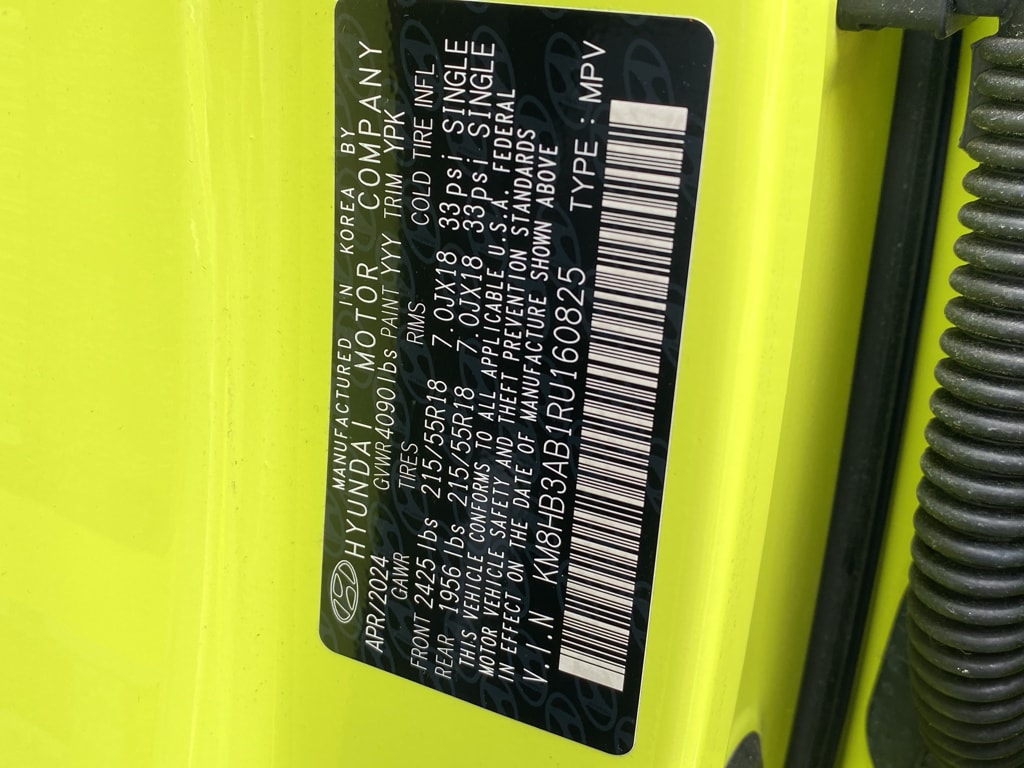 MANUFACTURED IN KOREA BY
HYUNDAI MOTOR COMPANY
APR/2024 GVWR 4090lbs PAINT YYY TRIM YPK
GAWR TIRES RIMS COLD TIRE INFL.
FRONT 2425 lbs 215/55R18 7.0JX18 33psi SINGLE
REAR 1956 lbs 215/55R18 7.0JX18 33psi SINGLE
THIS VEHICLE CONFORMS TO ALL APPLICABLE U.S.A. FEDERAL
MOTOR VEHICLE SAFETY AND THEFT PREVENTION STANDARDS
IN EFFECT ON THE DATE OF MANUFACTURE SHOWN ABOVE
V.I.N KM8HB3AB1RU160825 TYPE : MPV